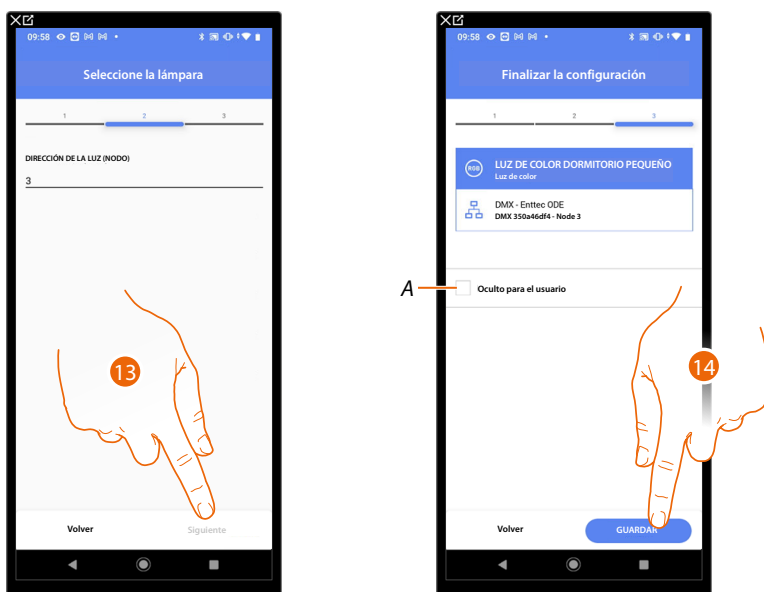 09:58
Seleccione la lámpara
1 2 3
DIRECCIÓN DE LA LUZ (NODO)
3
13
Volver Siguiente
09:58
Finalizar la configuración
1 2 3
RGB
LUZ DE COLOR DORMITORIO PEQUEÑO
Luz de color
DMX - Enttec ODE
DMX 350a46df4 - Node 3
A
Oculto para el usuario
14
Volver GUARDAR